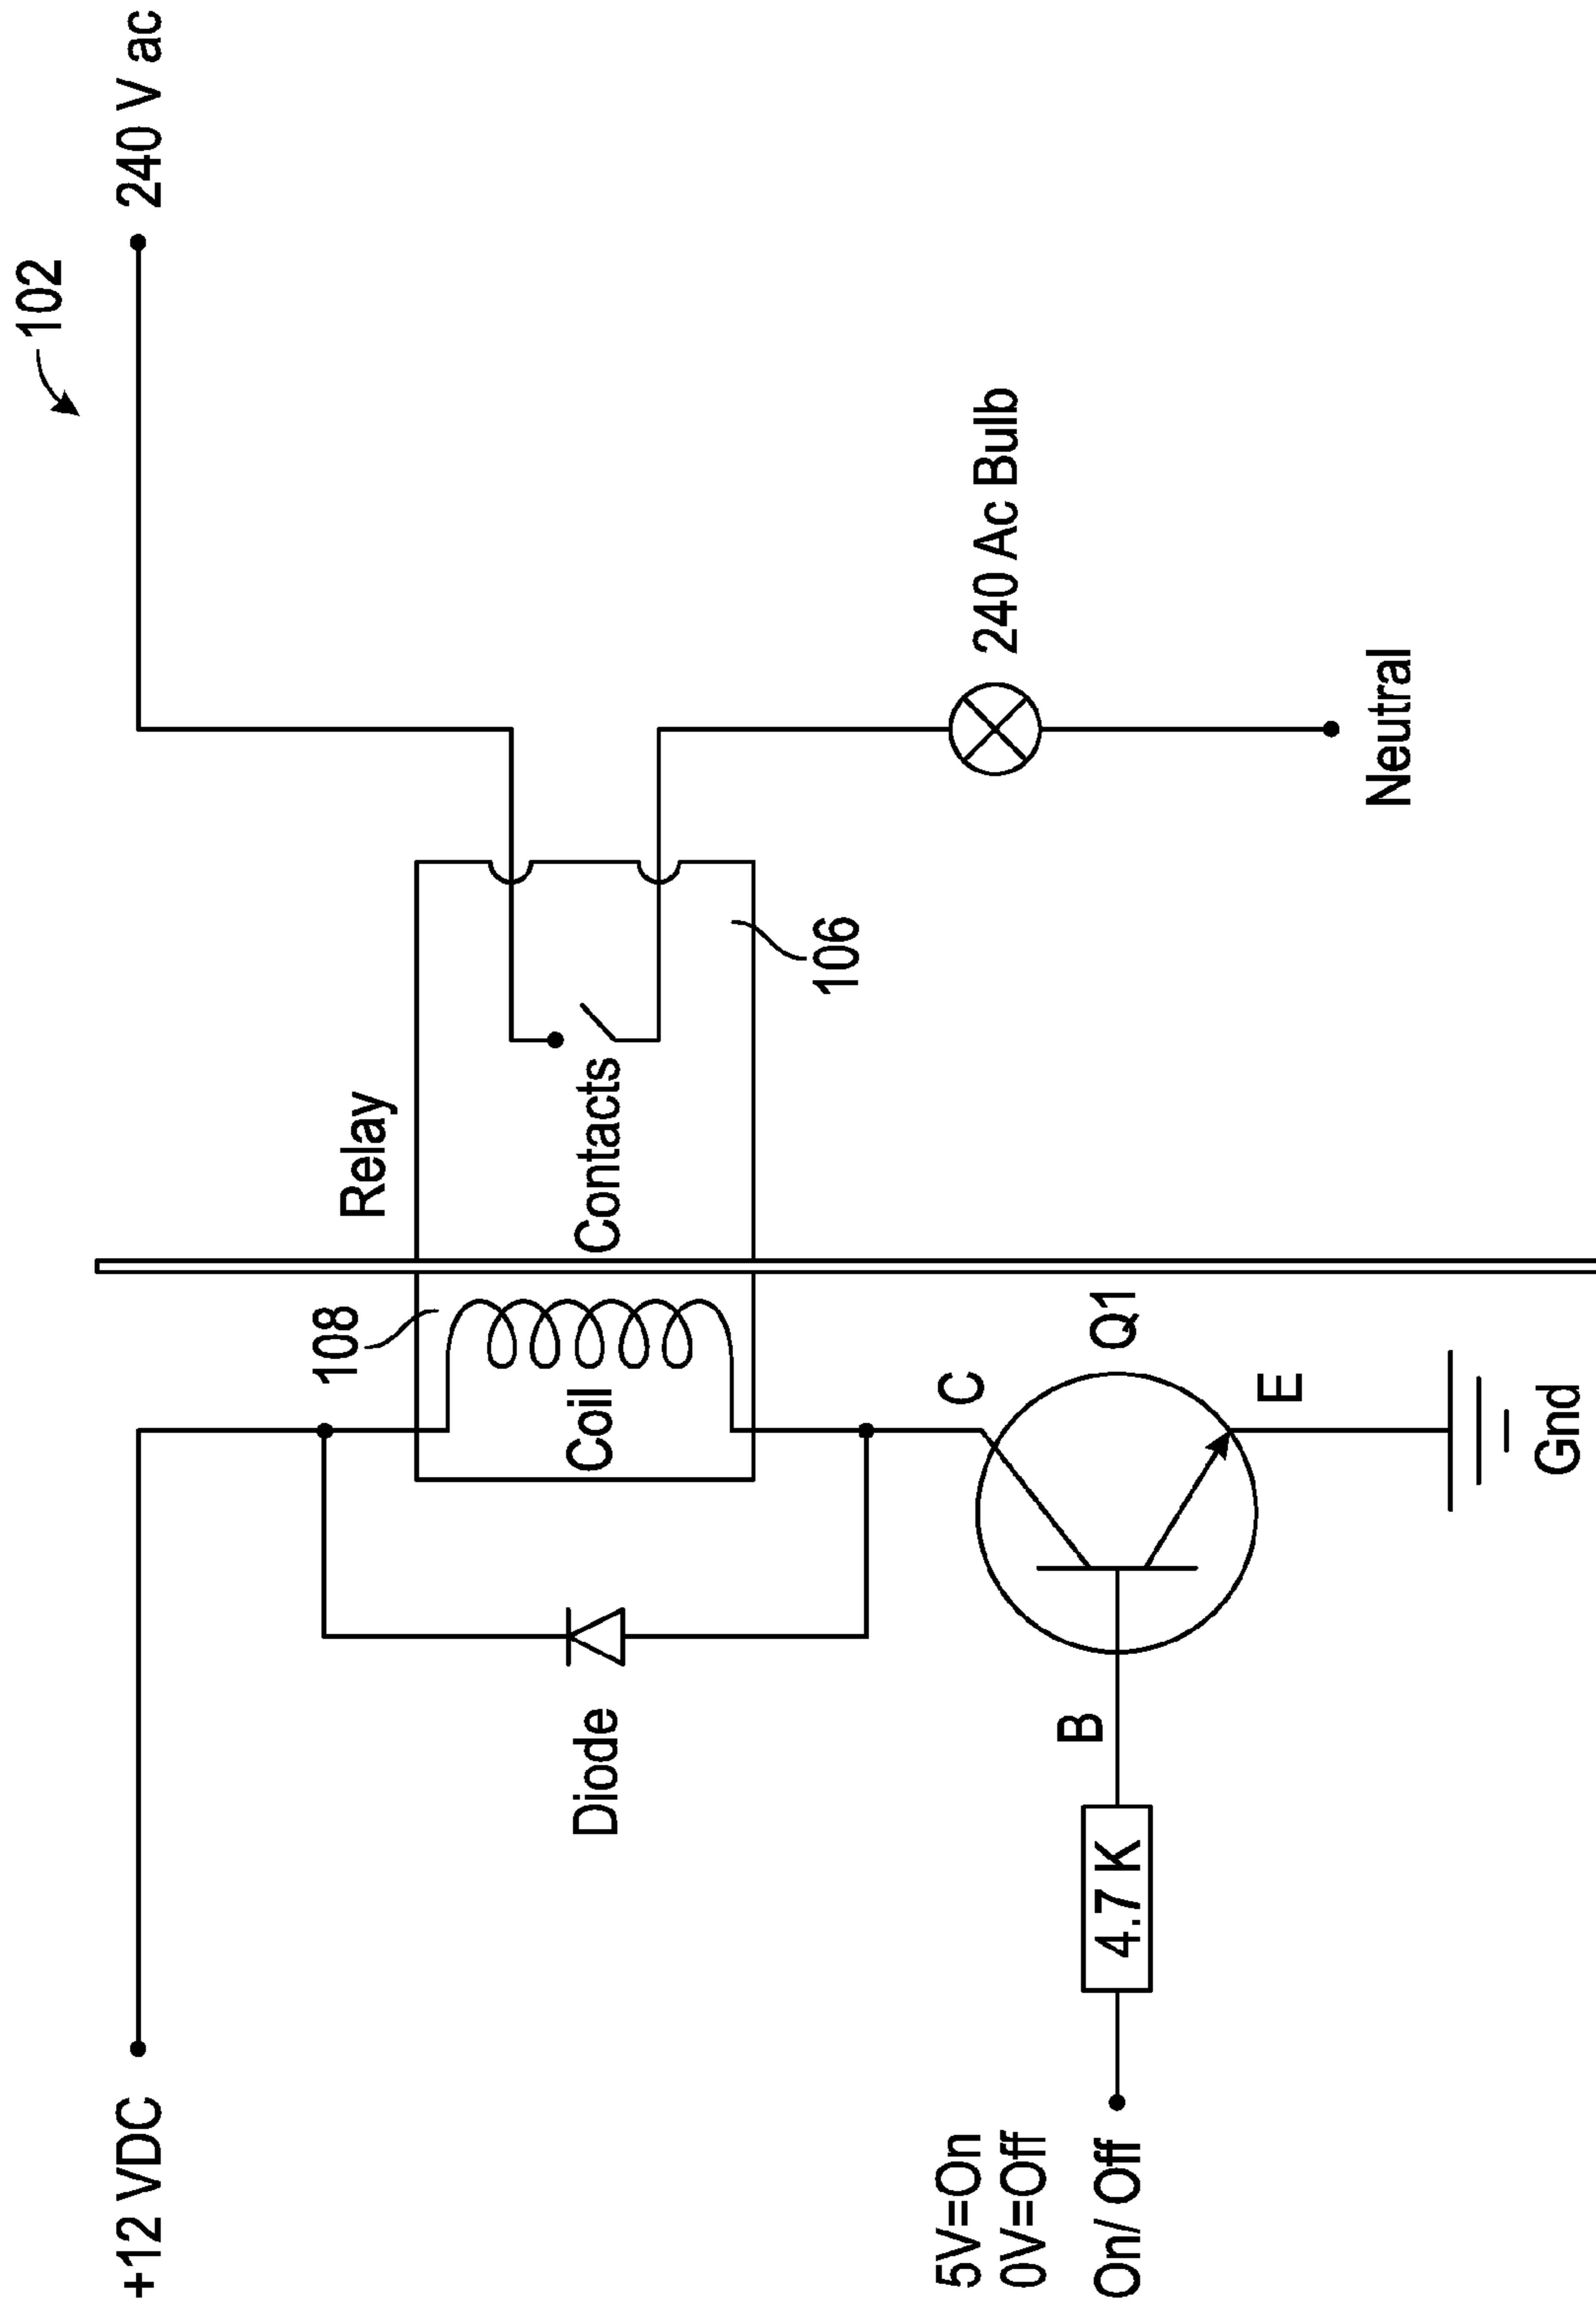 102
+12 VDC
240 V ac
Relay
108
Diode
Coil
Contacts
106
5V=On
0V=Off
On/ Off
4.7 K
B
C
Q1
E
Gnd
240 Ac Bulb
Neutral